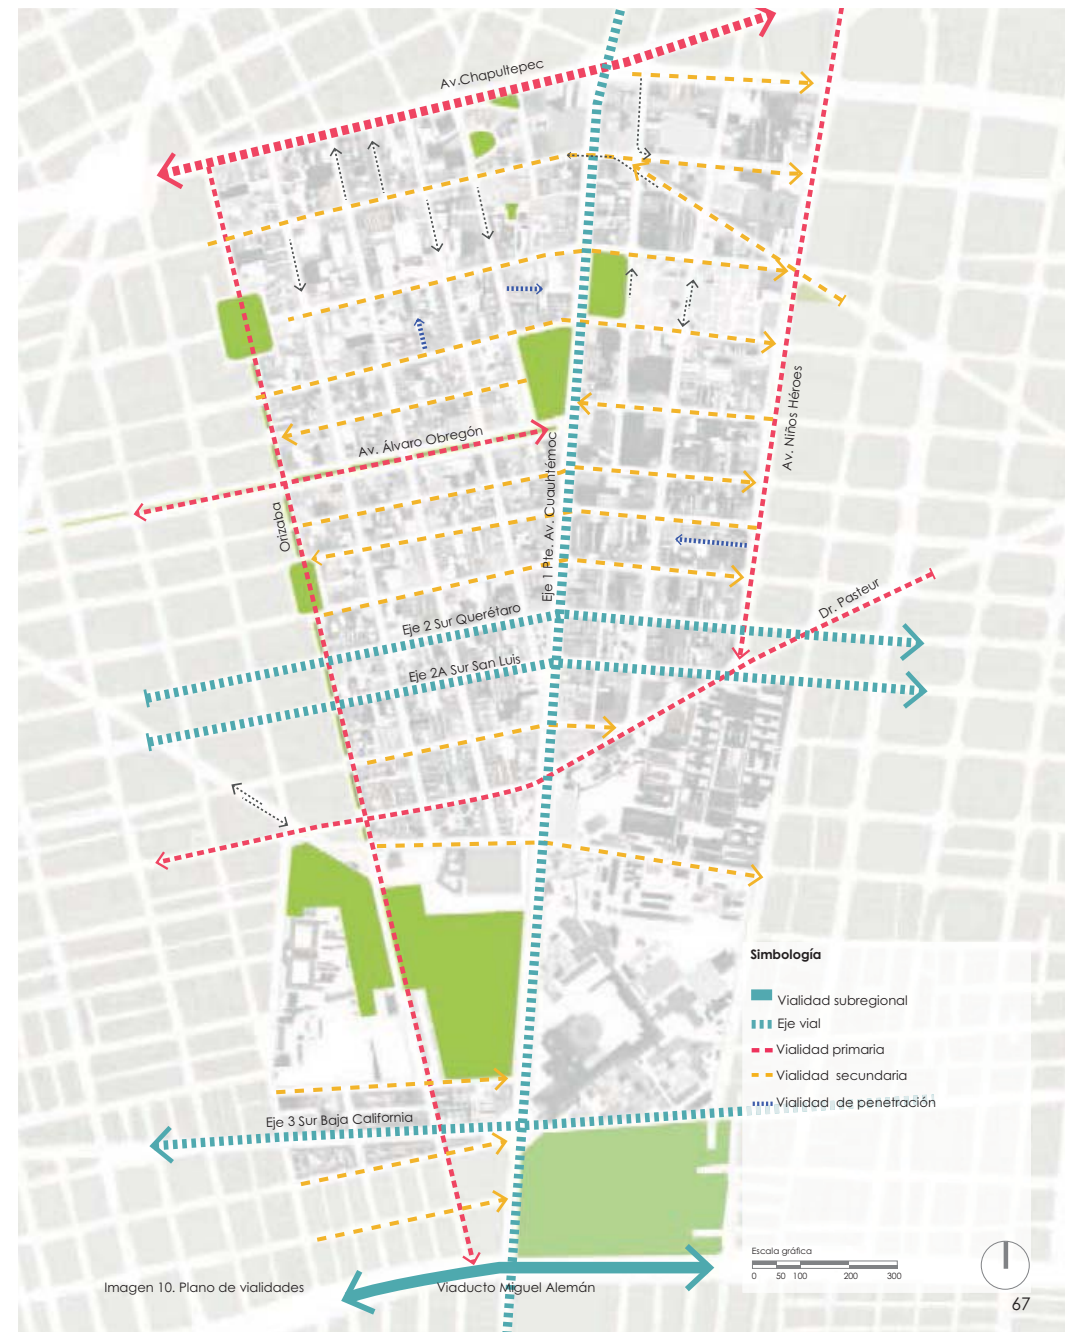 Av.Chapultepec
Av. Niños Héroes
Av. Álvaro Obregón
Eje 1 Pte. Av. Cuauhtémoc
Orizaba
Dr. Pasteur
Eje 2 Sur Querétaro
Eje 2A Sur San Luis
Simbología
Vialidad subregional
Eje vial
Vialidad primaria
Vialidad secundaria
Vialidad de penetración
Eje 3 Sur Baja California
Escala gráfica
0 50 100 200 300
Imagen 10. Plano de vialidades
Viaducto Miguel Alemán
67